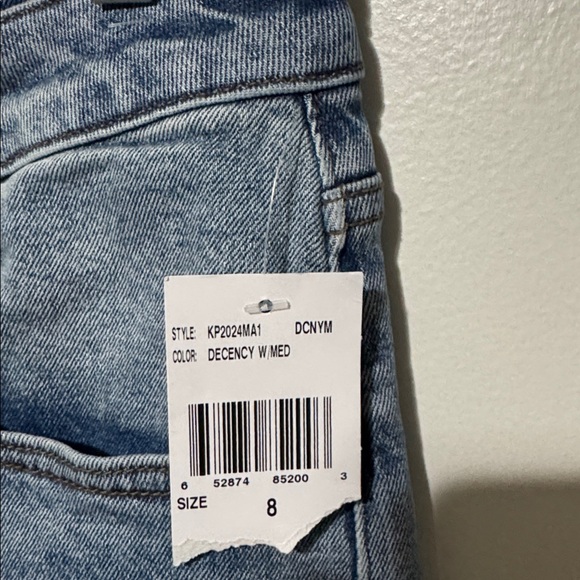 STYLE: KP2024MA1 DCNYM
COLOR: DECENCY W/MED
6 52874 85200 3
SIZE 8